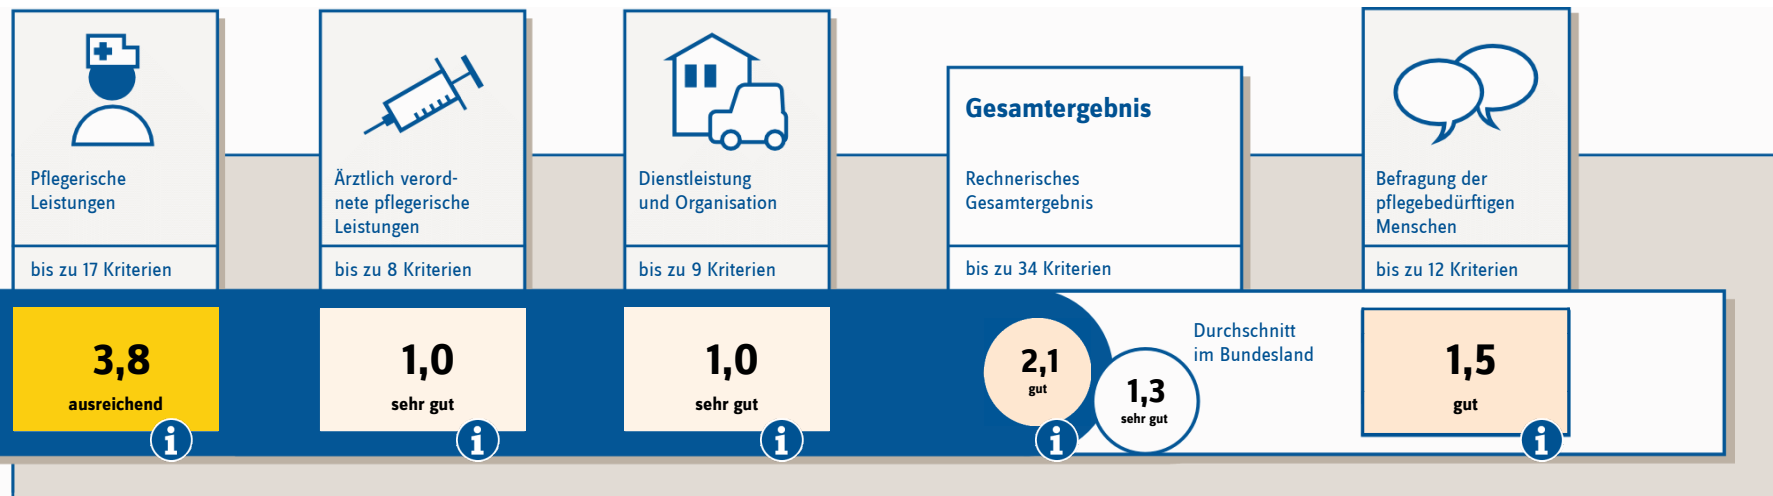 Pflegerische
Leistungen
bis zu 17 Kriterien
3,8
ausreichend
i
Ärztlich verord-
nete pflegerische
Leistungen
bis zu 8 Kriterien
1,0
sehr gut
i
Dienstleistung
und Organisation
bis zu 9 Kriterien
1,0
sehr gut
i
Gesamtergebnis
Rechnerisches
Gesamtergebnis
bis zu 34 Kriterien
2,1
gut
i
1,3
sehr gut
Durchschnitt
im Bundesland
Befragung der
pflegebedürftigen
Menschen
bis zu 12 Kriterien
1,5
gut
i